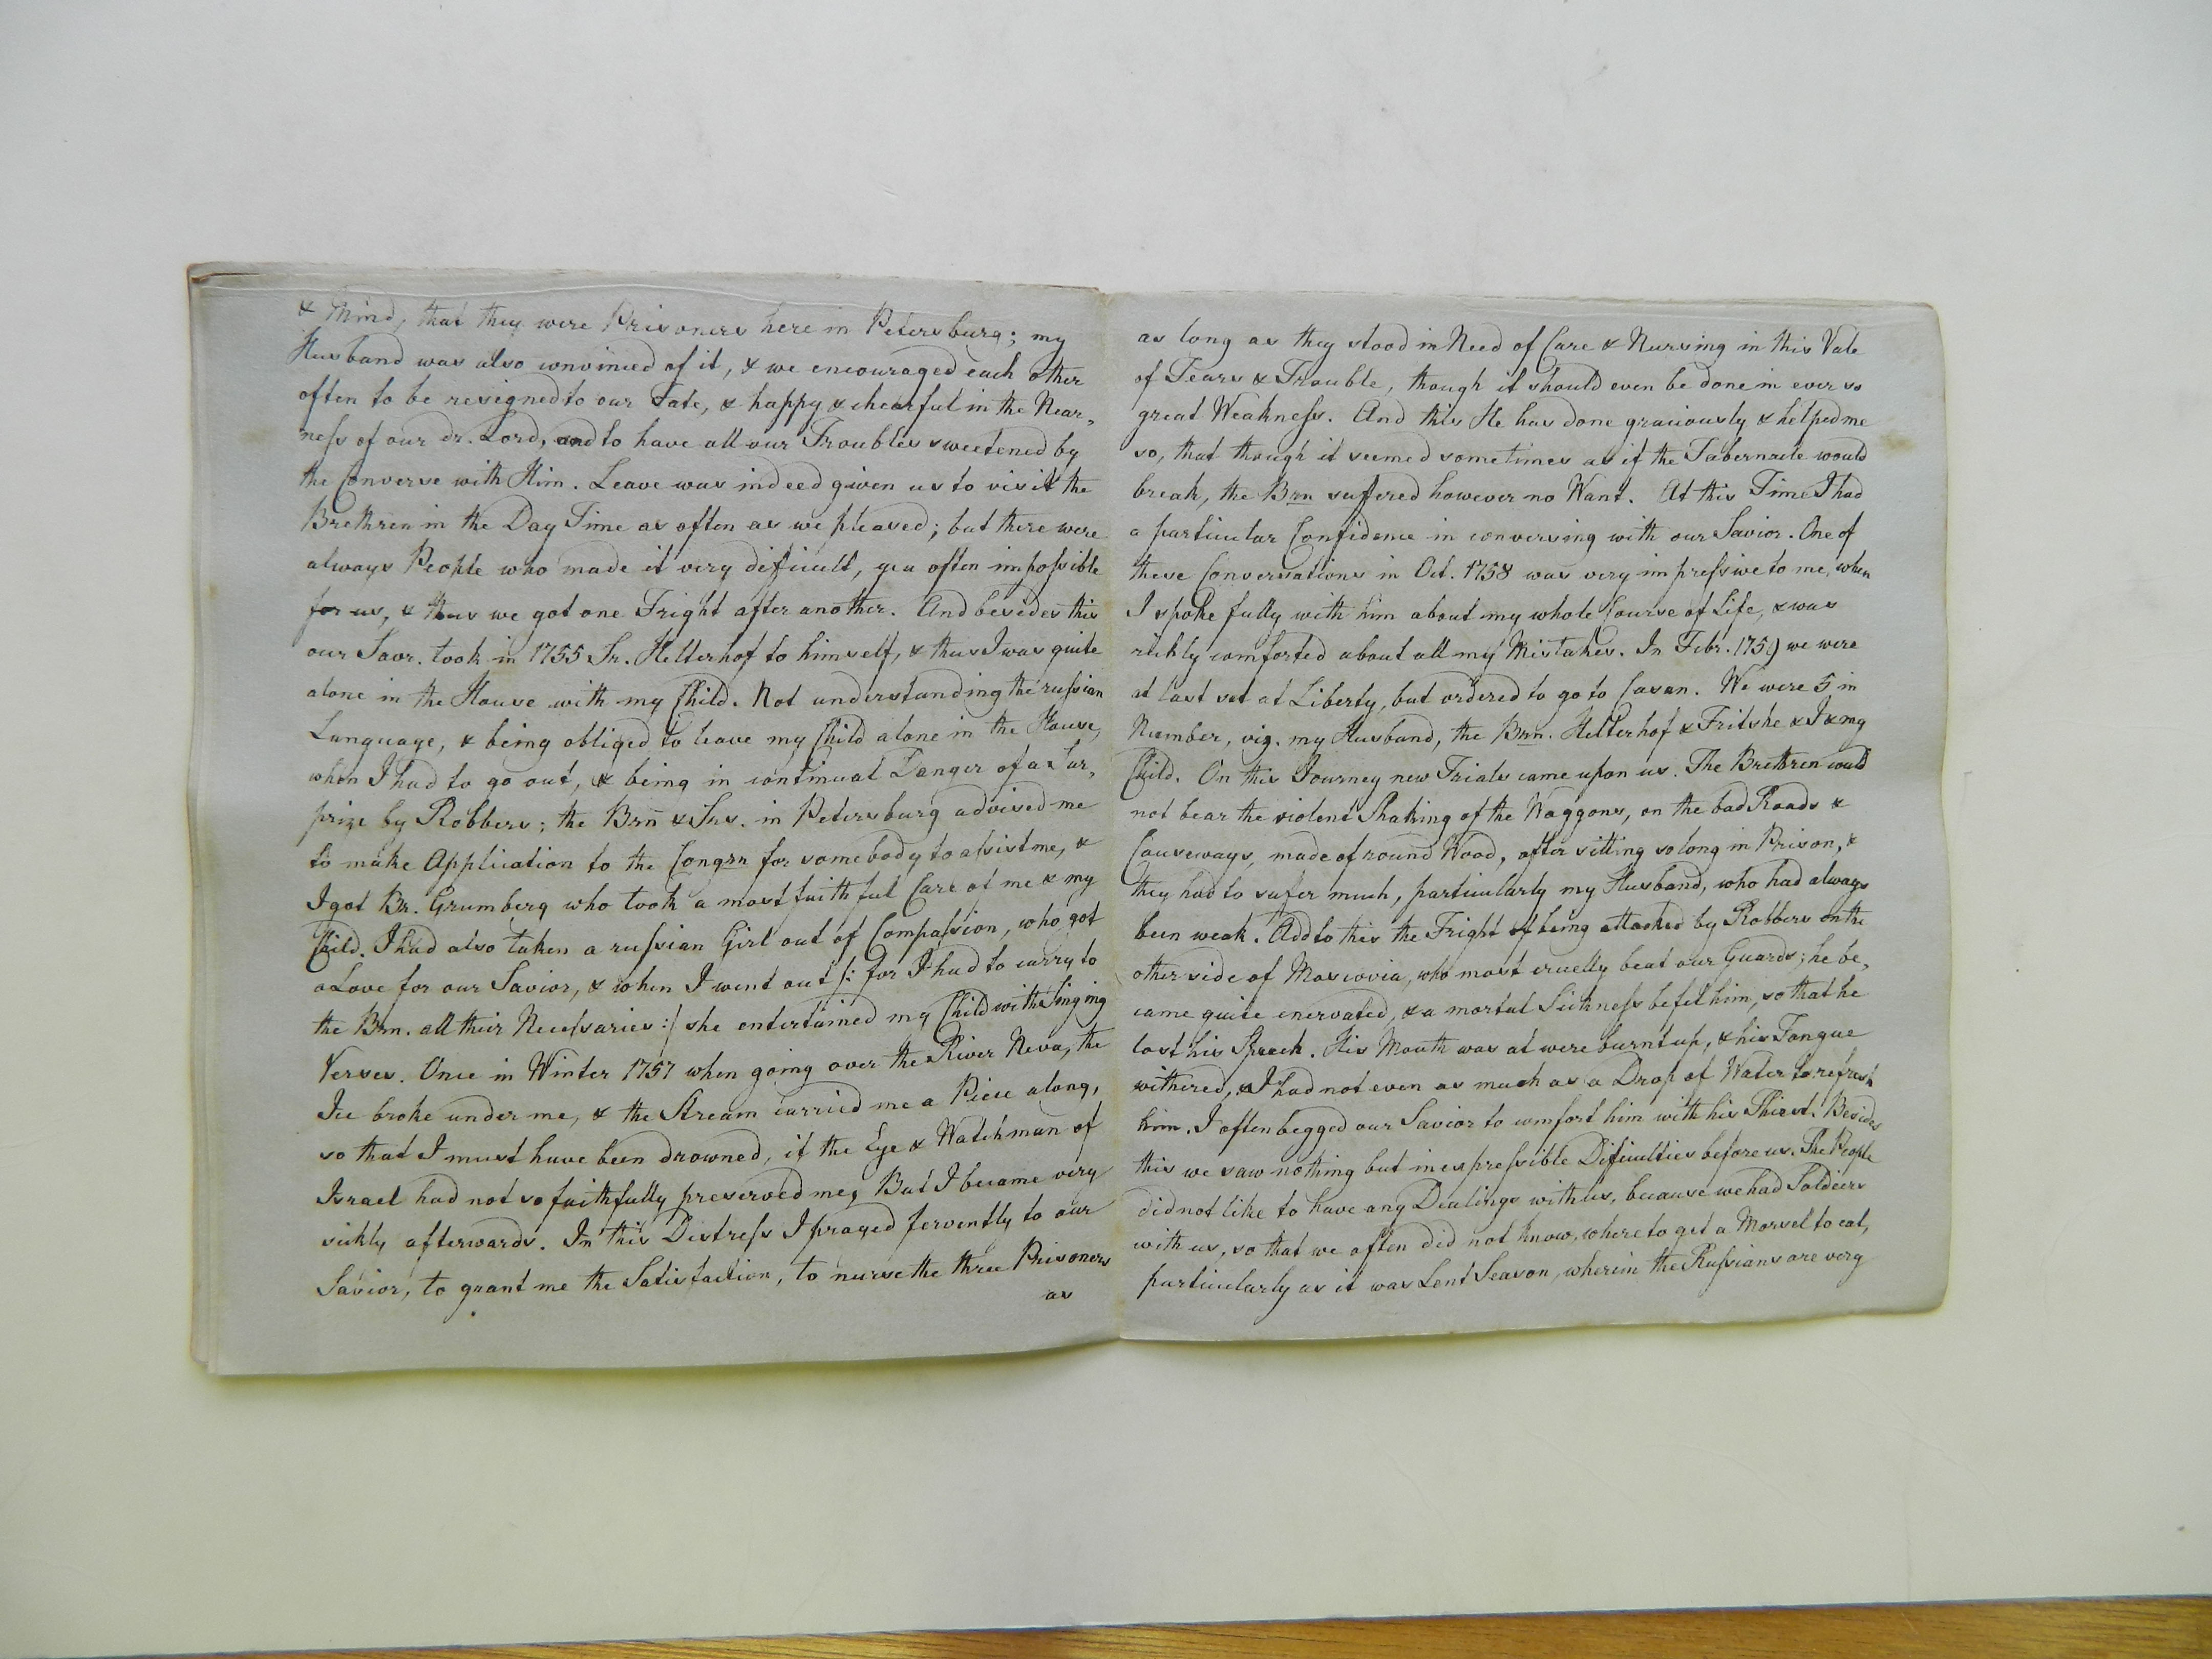 & Mind, that they were Prisoners here in Petersburg; my
Husband was also convinced of it, & we encouraged each other
often to be resigned to our Fate, & happy & chearful in the Near,,
ness of our dr. Lord, and to have all our Troubles sweetened by
the Converse with Him. Leave was indeed given us to visit the
Brethren in the Day Time as often as we pleased; but there were
always People who made it very dificult, yea often impossible
for us, & thus we got one Fright after another. And besides this
our Savr. took in 1755 Sr. Helterhof to himself, & thus I was quite
alone in the House with my Child. Not understanding the russian
Language, & being obliged to leave my Child alone in the House,
when I had to go out, & being in continual Danger of a Sur,,
prize by Robbers; the Brn & Srs. in Petersburg advised me
to make Application to the Congrn for somebody to assist me, &
I got Br. Grumberg who took a most faithful Care of me & my
Child. I had also taken a russian Girl out of Compassion, who got
a Love for our Savior, & when I went out /: for I had to carry to
the Brn. all their Necessaries :/ she entertained my Child with Singing
Verses. Once in Winter 1757 when going over the River Neva, the
Ice broke under me, & the Stream carried me a Piece along,
so that I must have been drowned, if the Eye & Watchman of
Israel had not so faithfully preserved me, But I became very
sickly afterwards. In this Distress I prayed fervently to our
Savior, to grant me the Satisfaction, to nurse the three Prisoners
as
as long as they stood in Need of Care & Nursing in this Vale
of Tears & Trouble, though it should even be done in ever so
great Weakness. And this He has done graciously & helped me
so, that though it seemed sometimes as if the Tabernacle would
break, the Brn suffered however no Want. At this Time I had
a particular Confidence in conversing with our Savior. One of
these Conversations in Oct. 1758 was very impressive to me, when
I spoke fully with him about my whole Course of Life, & was
richly comforted about all my Mistakes. In Febr. 1759 we were
at last set at Liberty, but ordered to go to Casan. We were 5 in
Number, viz. my Husband, the Brn. Helterhof & Fritshe & I & my
Child. On this Journey new Trials came upon us. The Brethren could
not bear the violent Shaking of the Waggons, on the bad Roads &
Causeways, made of round Wood, after sitting so long in Prison, &
they had to sufer much, particularly my Husband, who had always
been weak. Add to this the Fright of being attacked by Robbers on the
other side of Moscovia, who most cruelly beat our Guards; he be,,
came quite enervated, & a mortal Sickness befel him, so that he
lost his Speech. His Mouth was as were burnt up, & his Tongue
withered, & I had not even as much as a Drop of Water to refresh
him. I often begged our Savior to comfort him with his Thirst. Besides
this we saw nothing but inexpressible Dificulties before us. The People
did not like to have any Dealings with us, because we had Soldiers
with us, so that we often did not know, where to get a Morsel to eat,
particularly as it was Lent Season, wherein the Russians are very